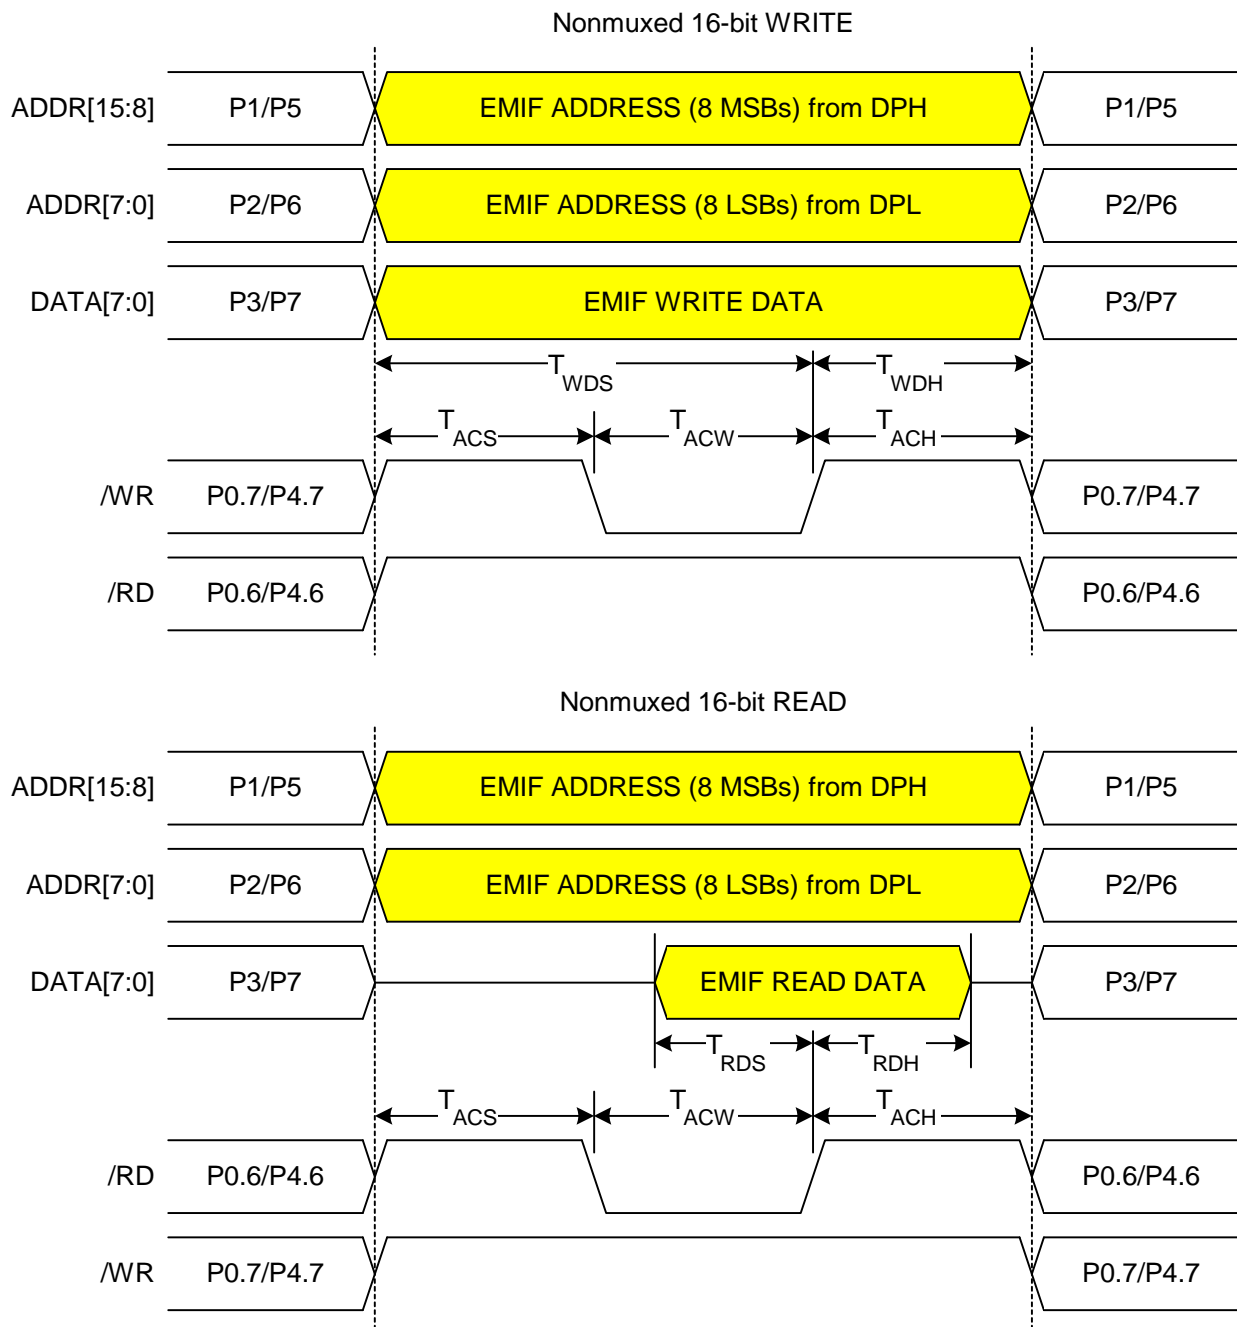 Nonmuxed 16-bit WRITE
ADDR[15:8] P1/P5 EMIF ADDRESS (8 MSBs) from DPH P1/P5
ADDR[7:0] P2/P6 EMIF ADDRESS (8 LSBs) from DPL P2/P6
DATA[7:0] P3/P7 EMIF WRITE DATA P3/P7
TWDS TWDH
TACS TACW TACH
/WR P0.7/P4.7 P0.7/P4.7
/RD P0.6/P4.6 P0.6/P4.6
Nonmuxed 16-bit READ
ADDR[15:8] P1/P5 EMIF ADDRESS (8 MSBs) from DPH P1/P5
ADDR[7:0] P2/P6 EMIF ADDRESS (8 LSBs) from DPL P2/P6
DATA[7:0] P3/P7 EMIF READ DATA P3/P7
TRDS TRDH
TACS TACW TACH
/RD P0.6/P4.6 P0.6/P4.6
/WR P0.7/P4.7 P0.7/P4.7